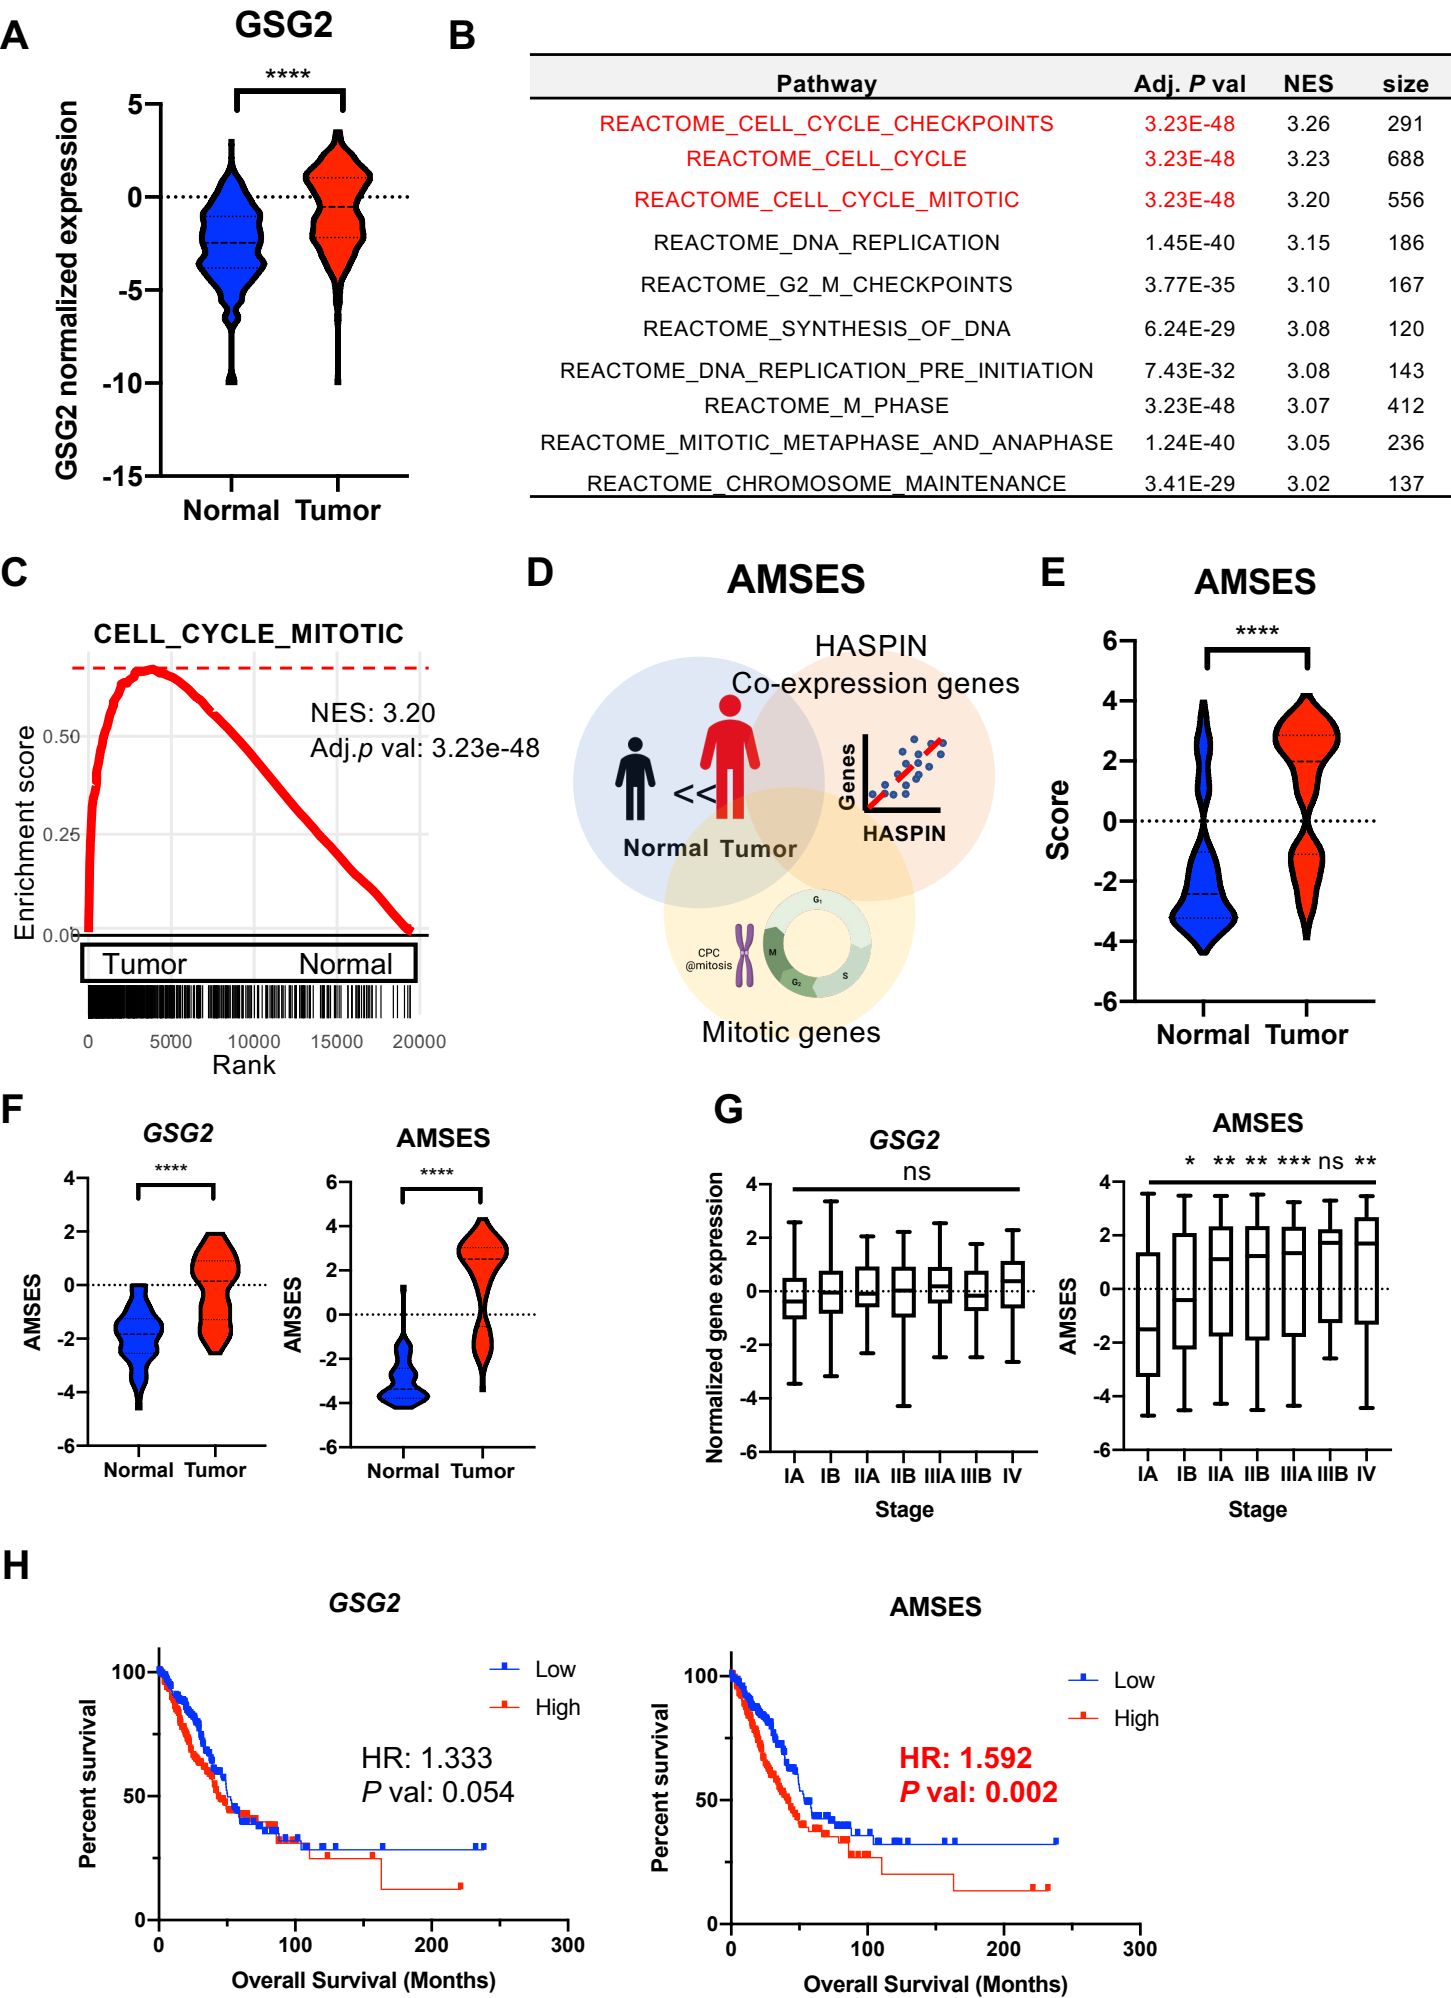 A
GSG2
****
GSG2 normalized expression
5
0
-5
-10
-15
Normal Tumor
B
Pathway Adj. P val NES size
REACTOME_CELL_CYCLE_CHECKPOINTS 3.23E-48 3.26 291
REACTOME_CELL_CYCLE 3.23E-48 3.23 688
REACTOME_CELL_CYCLE_MITOTIC 3.23E-48 3.20 556
REACTOME_DNA_REPLICATION 1.45E-40 3.15 186
REACTOME_G2_M_CHECKPOINTS 3.77E-35 3.10 167
REACTOME_SYNTHESIS_OF_DNA 6.24E-29 3.08 120
REACTOME_DNA_REPLICATION_PRE_INITIATION 7.43E-32 3.08 143
REACTOME_M_PHASE 3.23E-48 3.07 412
REACTOME_MITOTIC_METAPHASE_AND_ANAPHASE 1.24E-40 3.05 236
REACTOME_CHROMOSOME_MAINTENANCE 3.41E-29 3.02 137
C
CELL_CYCLE_MITOTIC
NES: 3.20
Adj.p val: 3.23e-48
Enrichment score
0.50
0.25
0.00
Tumor Normal
0 5000 10000 15000 20000
Rank
D
AMSES
HASPIN
Co-expression genes
<<
Normal Tumor
Genes
HASPIN
CPC
@mitosis
G1
S
G2
M
Mitotic genes
E
AMSES
****
Score
6
4
2
0
-2
-4
-6
Normal Tumor
F
GSG2
****
AMSES
4
2
0
-2
-4
-6
Normal Tumor
AMSES
****
AMSES
6
4
2
0
-2
-4
-6
Normal Tumor
G
GSG2
ns
Normalized gene expression
4
2
0
-2
-4
-6
IA IB IIA IIB IIIA IIIB IV
Stage
AMSES
* ** ** *** ns **
AMSES
4
2
0
-2
-4
-6
IA IB IIA IIB IIIA IIIB IV
Stage
H
GSG2
Low
High
HR: 1.333
P val: 0.054
Percent survival
100
50
0
0 100 200 300
Overall Survival (Months)
AMSES
Low
High
HR: 1.592
P val: 0.002
Percent survival
100
50
0
0 100 200 300
Overall Survival (Months)